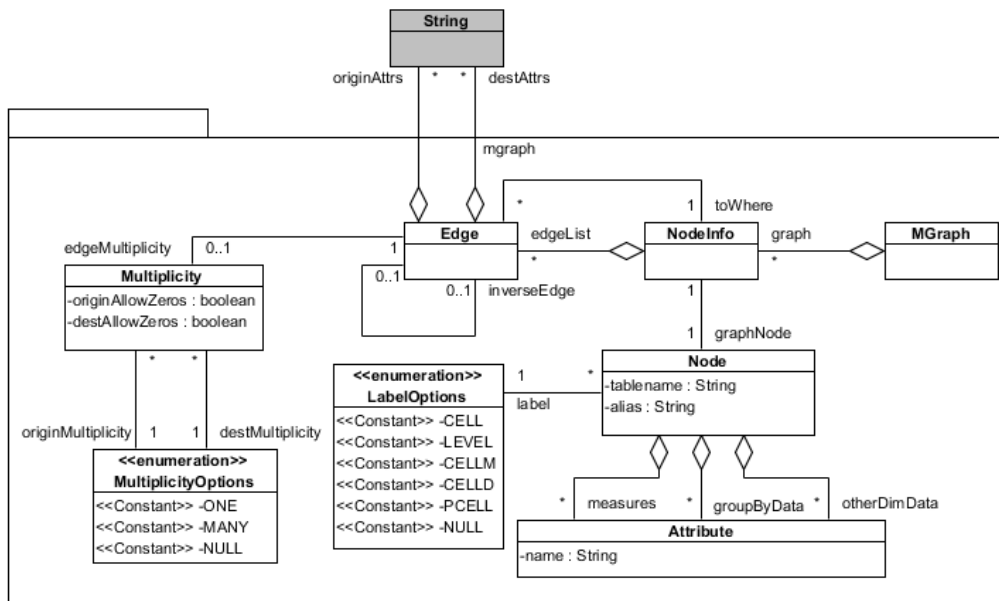 String
originAttrs * * destAttrs
mgraph
* 1 toWhere
edgeMultiplicity 0..1 1 Edge edgeList * NodeInfo graph * MGraph
Multiplicity
-originAllowZeros : boolean
-destAllowZeros : boolean
0..1 0..1 inverseEdge
1
1 graphNode
Node
-tablename : String
-alias : String
* *
originMultiplicity 1 1 destMultiplicity
<<enumeration>>
MultiplicityOptions
<<Constant>> -ONE
<<Constant>> -MANY
<<Constant>> -NULL
<<enumeration>>
LabelOptions
<<Constant>> -CELL
<<Constant>> -LEVEL
<<Constant>> -CELLM
<<Constant>> -CELLD
<<Constant>> -PCELL
<<Constant>> -NULL
1 *
label
* measures * groupByData * otherDimData
Attribute
-name : String